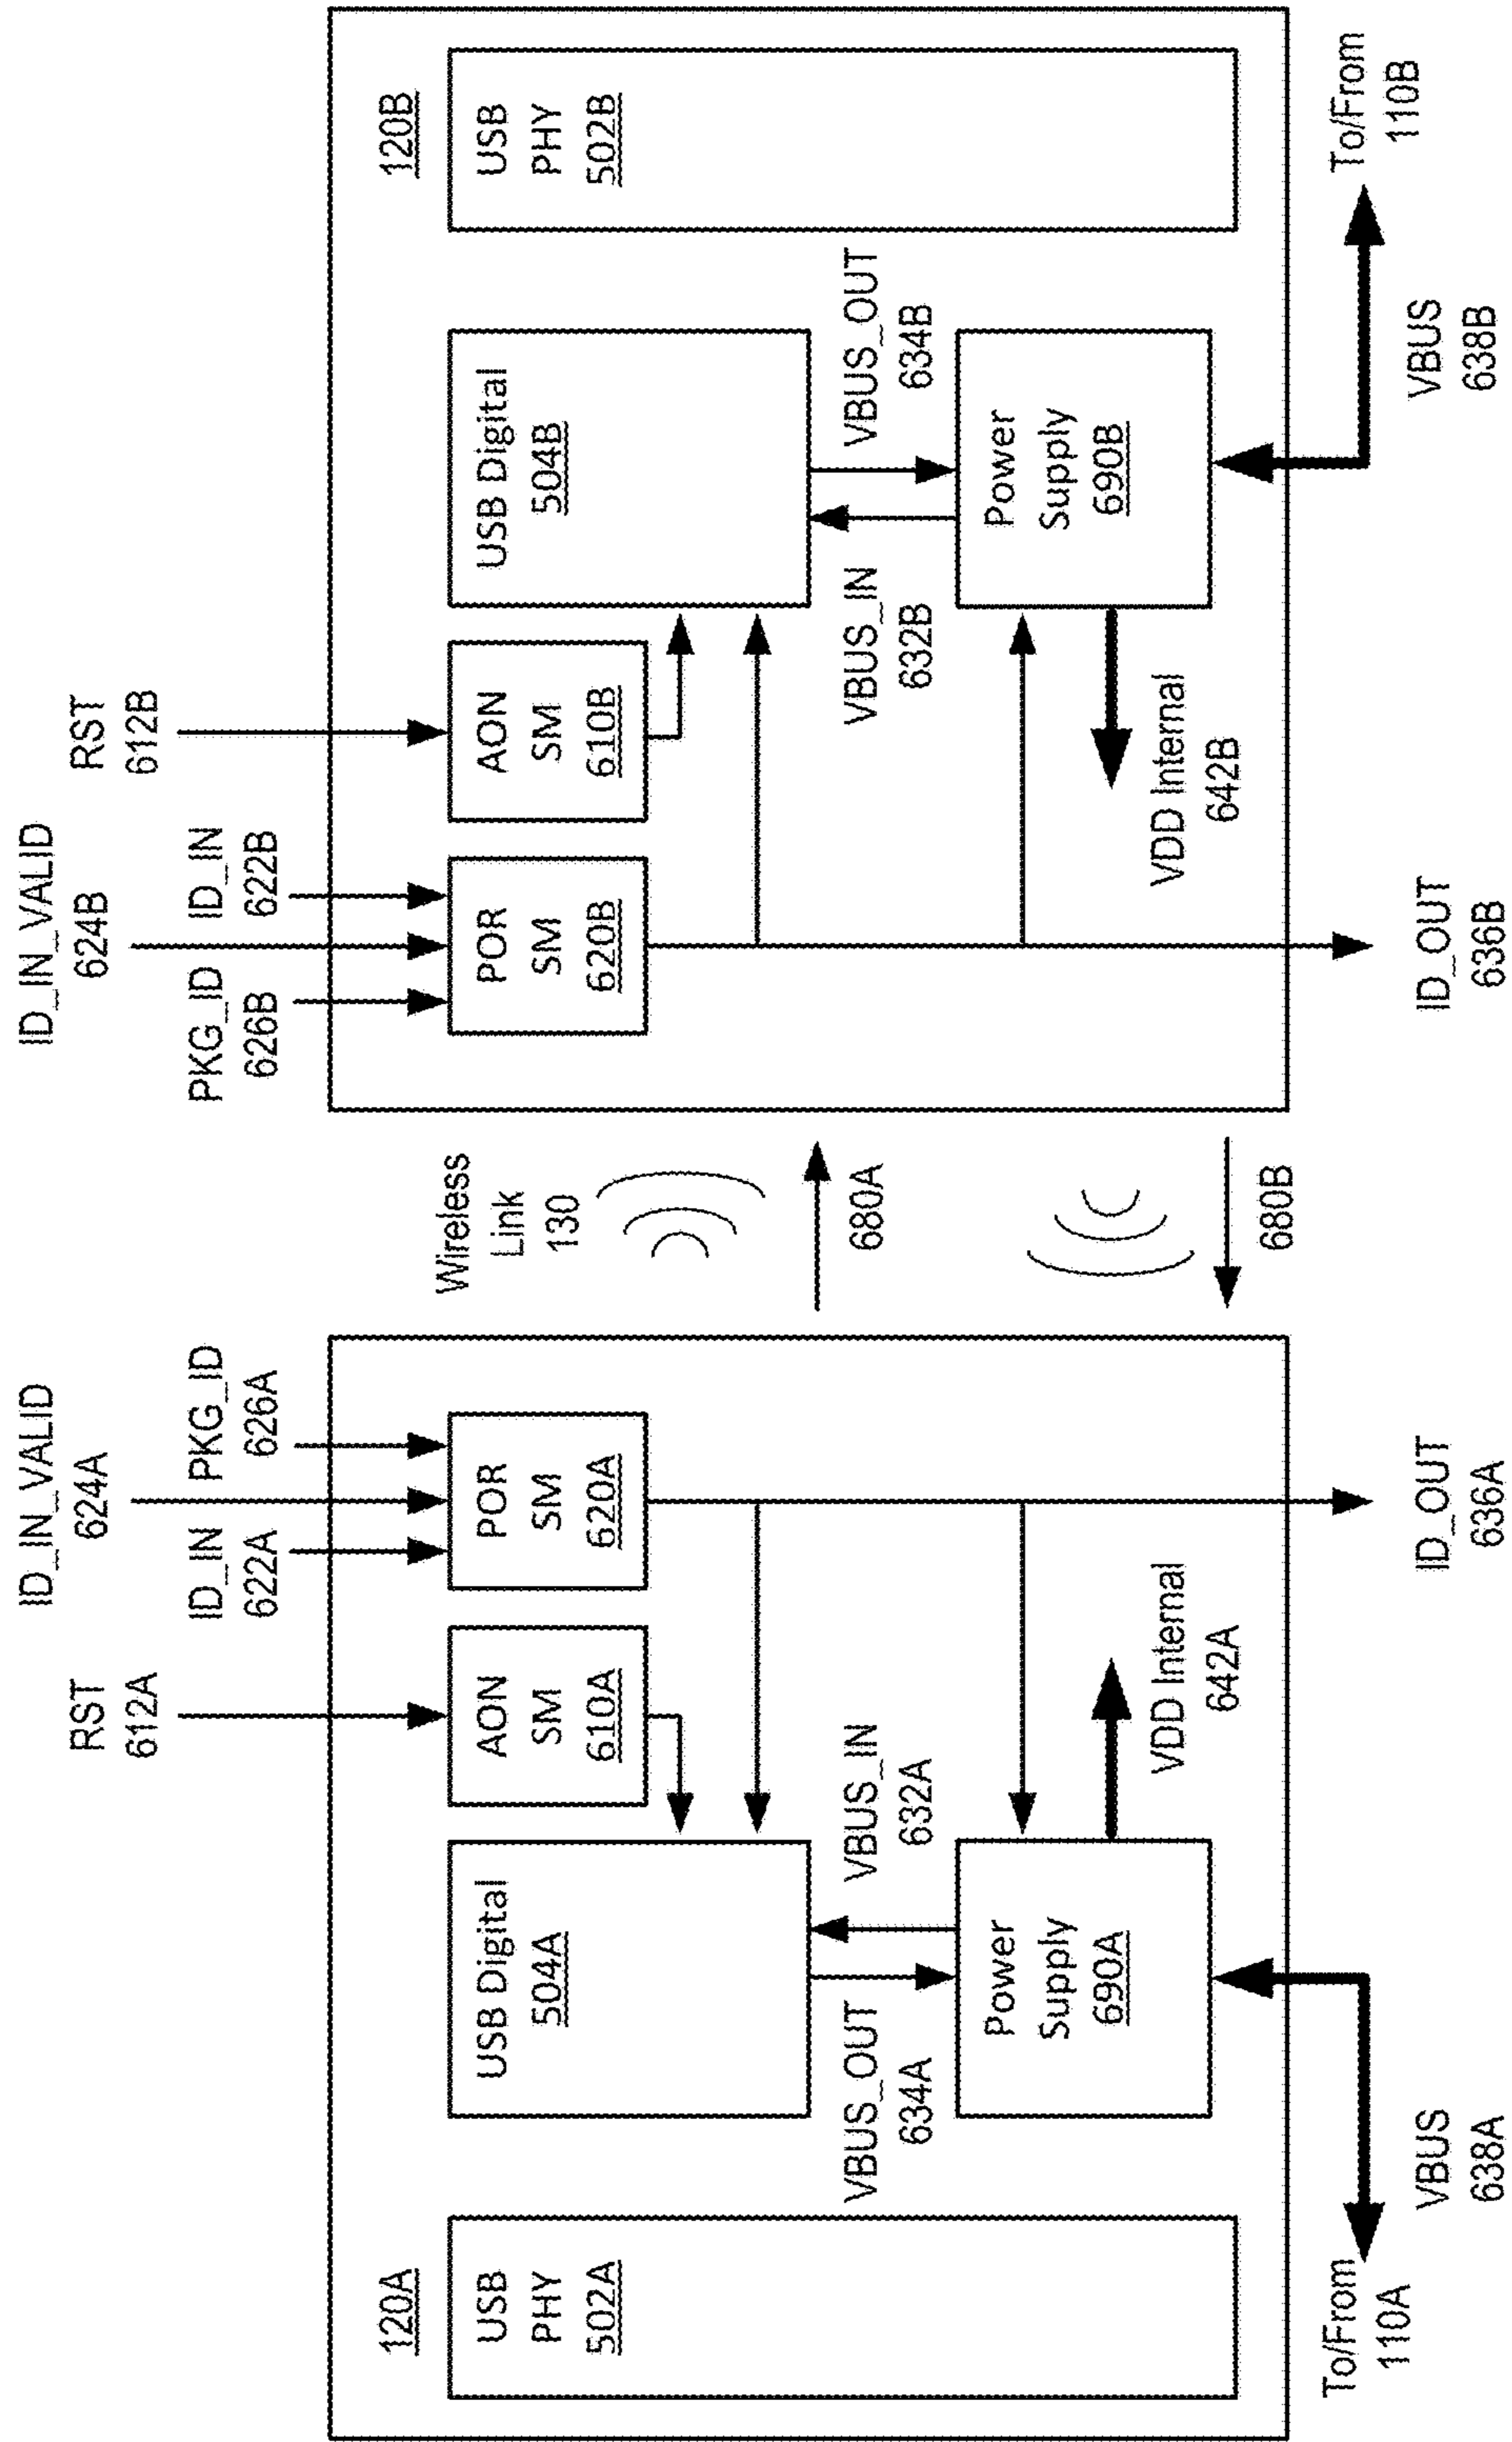 ID_IN_VALID
624A
ID_IN_VALID
624B
RST
612A
ID_IN
622A
PKG_ID
626A
PKG_ID
626B
ID_IN
622B
RST
612B
120A
USB
PHY
502A
USB Digital
504A
AON
SM
610A
POR
SM
620A
VBUS_OUT
634A
VBUS_IN
632A
Power
Supply
690A
VDD Internal
642A
Wireless
Link
130
680A
680B
120B
POR
SM
620B
AON
SM
610B
USB Digital
504B
USB
PHY
502B
VBUS_IN
632B
VBUS_OUT
634B
Power
Supply
690B
VDD Internal
642B
To/From
110A
VBUS
638A
ID_OUT
636A
ID_OUT
636B
VBUS
638B
To/From
110B